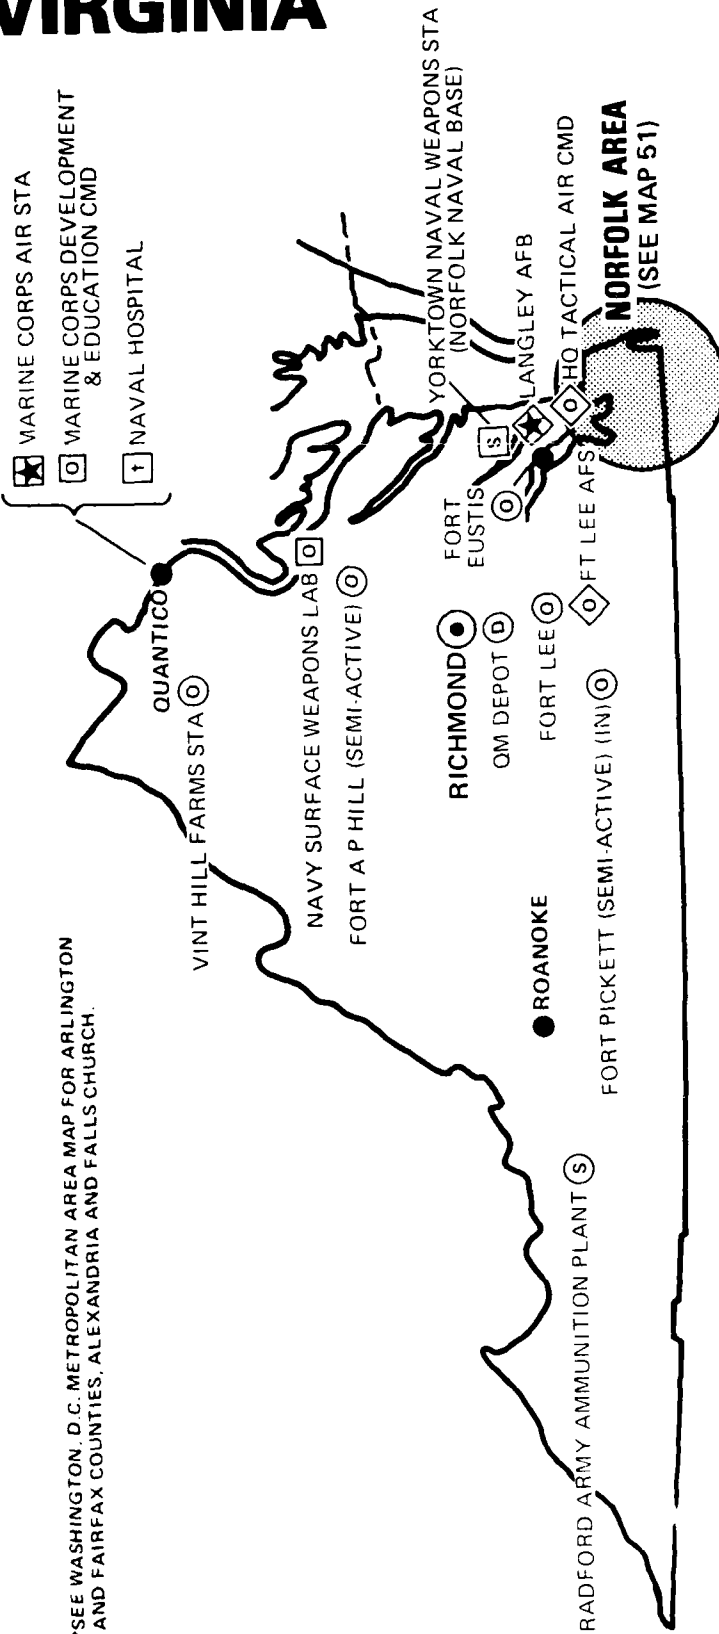 VIRGINIA
MARINE CORPS AIR STA
MARINE CORPS DEVELOPMENT
& EDUCATION CMD
NAVAL HOSPITAL
*SEE WASHINGTON, D.C. METROPOLITAN AREA MAP FOR ARLINGTON
AND FAIRFAX COUNTIES, ALEXANDRIA AND FALLS CHURCH.
QUANTICO
VINT HILL FARMS STA O
NAVY SURFACE WEAPONS LAB O
FORT A P HILL (SEMI-ACTIVE) O
YORKTOWN NAVAL WEAPONS STA
(NORFOLK NAVAL BASE)
S
LANGLEY AFB
FORT
EUSTIS
O
O HQ TACTICAL AIR CMD
RICHMOND
QM DEPOT D
FORT LEE O
O FT LEE AFS
ROANOKE
FORT PICKETT (SEMI-ACTIVE) (IN) O
RADFORD ARMY AMMUNITION PLANT S
NORFOLK AREA
(SEE MAP 51)